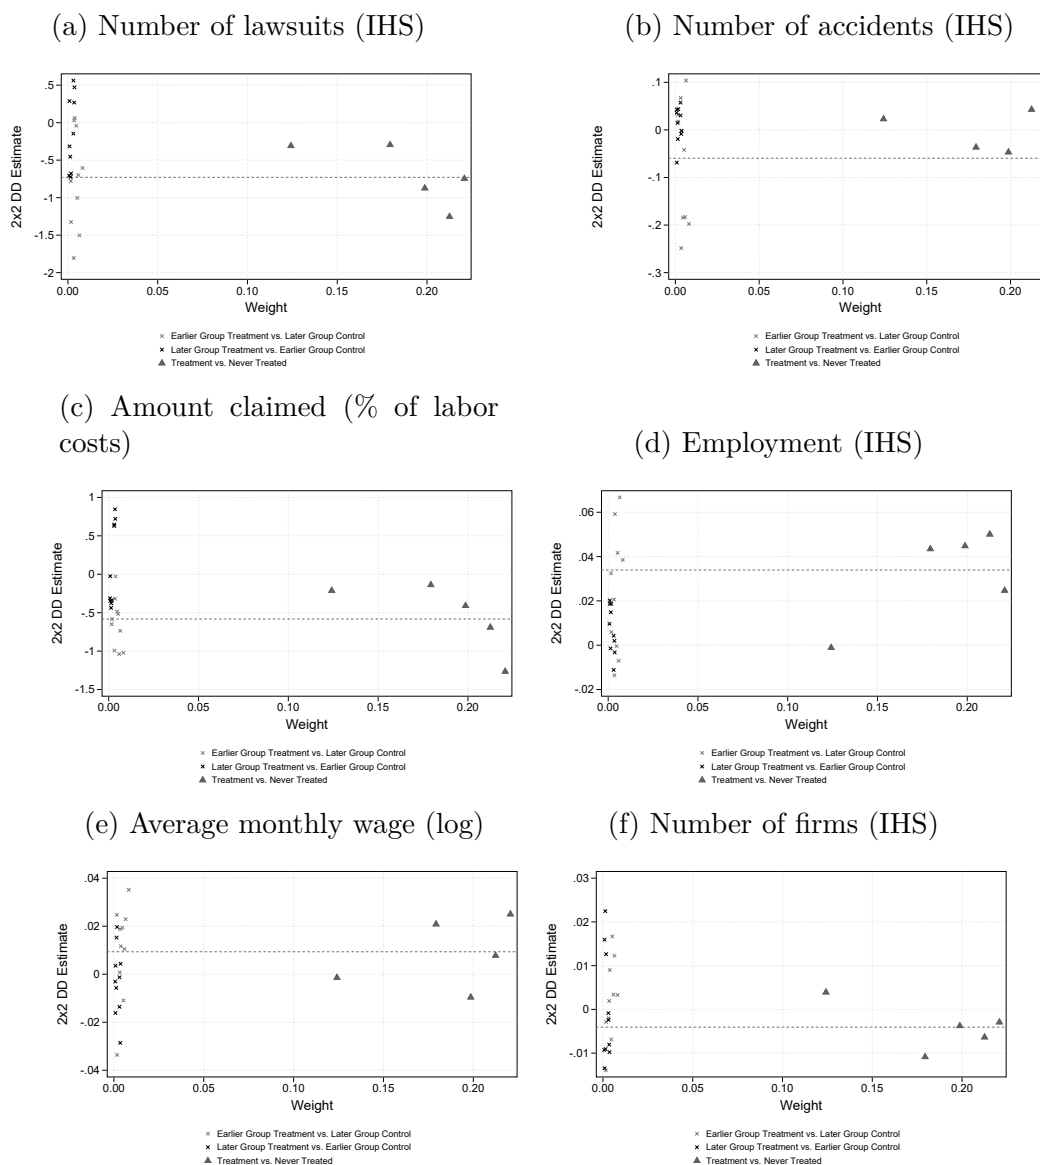 (a) Number of lawsuits (IHS)
2x2 DD Estimate
.5
0
-.5
-1
-1.5
-2
0.00 0.05 0.10 0.15 0.20
Weight
Earlier Group Treatment vs. Later Group Control
Later Group Treatment vs. Earlier Group Control
Treatment vs. Never Treated
(b) Number of accidents (IHS)
2x2 DD Estimate
.1
0
-.1
-.2
-.3
0.00 0.05 0.10 0.15 0.20
Weight
Earlier Group Treatment vs. Later Group Control
Later Group Treatment vs. Earlier Group Control
Treatment vs. Never Treated
(c) Amount claimed (% of labor
costs)
2x2 DD Estimate
1
.5
0
-.5
-1
-1.5
0.00 0.05 0.10 0.15 0.20
Weight
Earlier Group Treatment vs. Later Group Control
Later Group Treatment vs. Earlier Group Control
Treatment vs. Never Treated
(d) Employment (IHS)
2x2 DD Estimate
.06
.04
.02
0
-.02
0.00 0.05 0.10 0.15 0.20
Weight
Earlier Group Treatment vs. Later Group Control
Later Group Treatment vs. Earlier Group Control
Treatment vs. Never Treated
(e) Average monthly wage (log)
2x2 DD Estimate
.04
.02
0
-.02
-.04
0.00 0.05 0.10 0.15 0.20
Weight
Earlier Group Treatment vs. Later Group Control
Later Group Treatment vs. Earlier Group Control
Treatment vs. Never Treated
(f) Number of firms (IHS)
2x2 DD Estimate
.03
.02
.01
0
-.01
0.00 0.05 0.10 0.15 0.20
Weight
Earlier Group Treatment vs. Later Group Control
Later Group Treatment vs. Earlier Group Control
Treatment vs. Never Treated